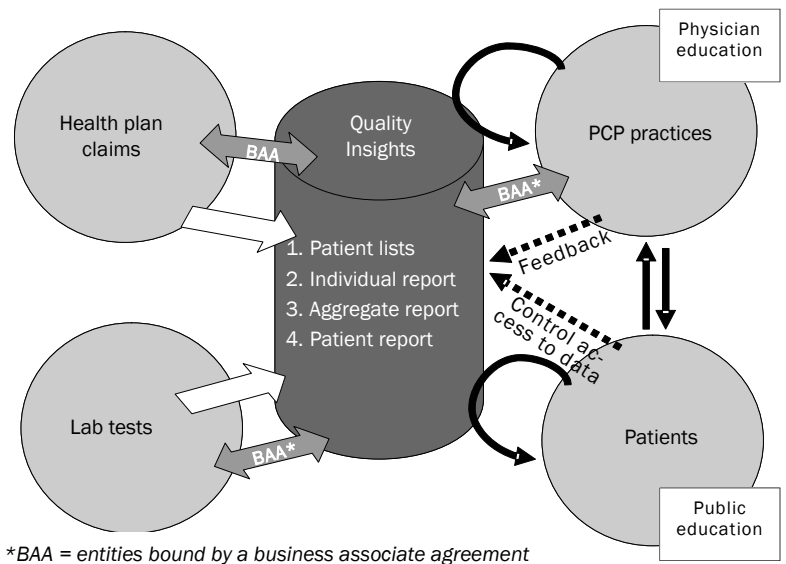 Physician
education
Health plan
claims
Quality
Insights
PCP practices
BAA
BAA*
1. Patient lists
2. Individual report
3. Aggregate report
4. Patient report
Feedback
Control ac-
cess to data
Lab tests
BAA*
Patients
Public
education
*BAA = entities bound by a business associate agreement